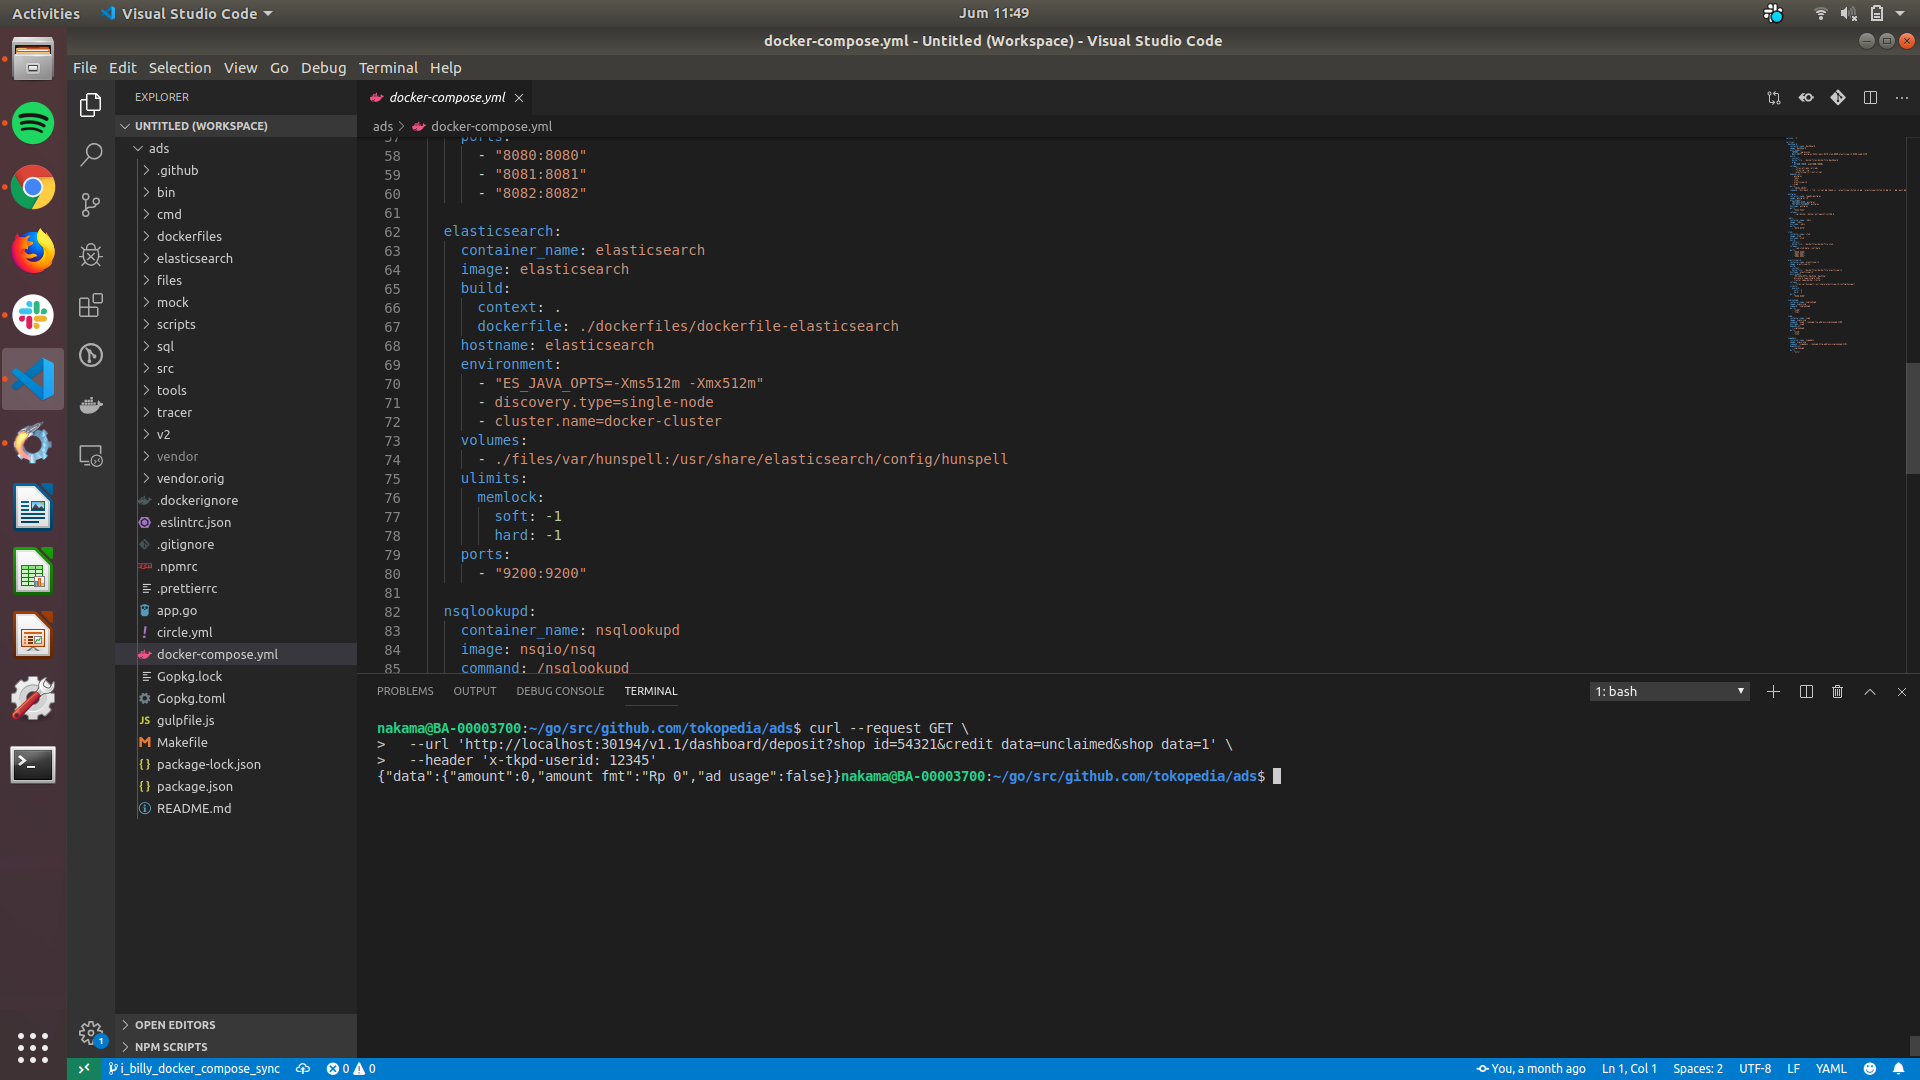 Activities
Visual Studio Code
Jum 11:49
docker-compose.yml - Untitled (Workspace) - Visual Studio Code
File Edit Selection View Go Debug Terminal Help
EXPLORER
UNTITLED (WORKSPACE)
ads
.github
bin
cmd
dockerfiles
elasticsearch
files
mock
scripts
sql
src
tools
tracer
v2
vendor
vendor.orig
.dockerignore
.eslintrc.json
.gitignore
.npmrc
.prettierrc
app.go
circle.yml
docker-compose.yml
Gopkg.lock
Gopkg.toml
gulpfile.js
Makefile
package-lock.json
package.json
README.md
OPEN EDITORS
NPM SCRIPTS
docker-compose.yml
ads > docker-compose.yml
57 ports:
58 - "8080:8080"
59 - "8081:8081"
60 - "8082:8082"
61
62 elasticsearch:
63 container_name: elasticsearch
64 image: elasticsearch
65 build:
66 context: .
67 dockerfile: ./dockerfiles/dockerfile-elasticsearch
68 hostname: elasticsearch
69 environment:
70 - "ES_JAVA_OPTS=-Xms512m -Xmx512m"
71 - discovery.type=single-node
72 - cluster.name=docker-cluster
73 volumes:
74 - ./files/var/hunspell:/usr/share/elasticsearch/config/hunspell
75 ulimits:
76 memlock:
77 soft: -1
78 hard: -1
79 ports:
80 - "9200:9200"
81
82 nsqlookupd:
83 container_name: nsqlookupd
84 image: nsqio/nsq
85 command: /nsqlookupd
PROBLEMS OUTPUT DEBUG CONSOLE TERMINAL
1: bash
nakama@BA-00003700:~/go/src/github.com/tokopedia/ads$ curl --request GET \
> --url 'http://localhost:30194/v1.1/dashboard/deposit?shop id=54321&credit data=unclaimed&shop data=1' \
> --header 'x-tkpd-userid: 12345'
{"data":{"amount":0,"amount fmt":"Rp 0","ad usage":false}}nakama@BA-00003700:~/go/src/github.com/tokopedia/ads$
1
i_billy_docker_compose_sync
0 0
You, a month ago
Ln 1, Col 1
Spaces: 2
UTF-8
LF
YAML